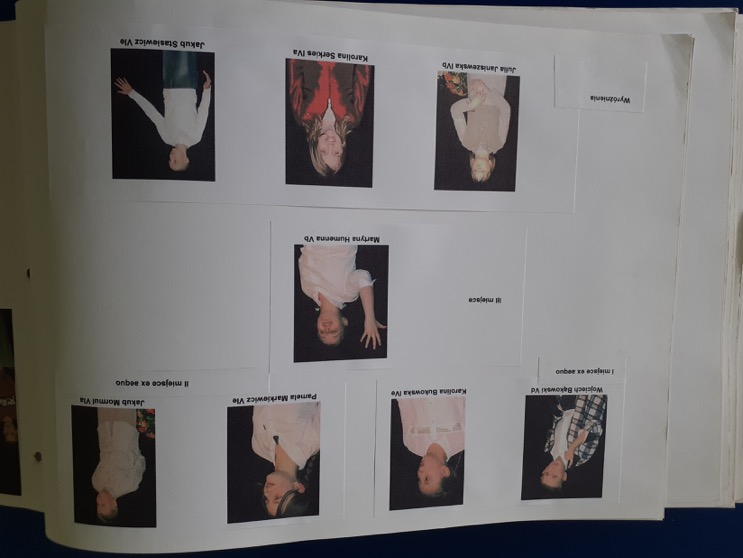 Wojciech Bąkowski Vd
Karolina Bukowska IVe
Pamela Markiewicz VIe
Jakub Mormul VIa
I miejsce ex aequo
II miejsce ex aequo
III miejsce
Martyna Humenna Vb
Wyróżnienia
Julia Janiszewska IVb
Karolina Serkies IVa
Jakub Stasiewicz VIe